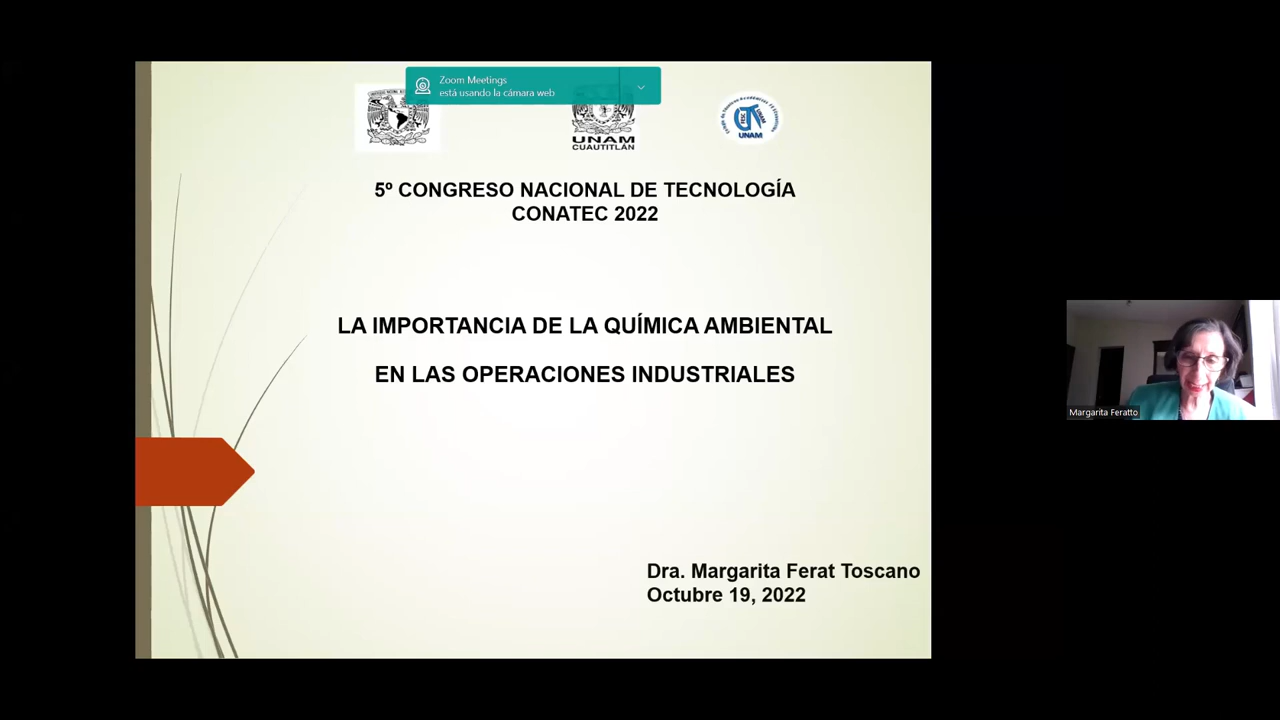 Zoom Meetings
está usando la cámara web
UNAM
CUAUTITLÁN
UNAM
5º CONGRESO NACIONAL DE TECNOLOGÍA
CONATEC 2022
LA IMPORTANCIA DE LA QUÍMICA AMBIENTAL
EN LAS OPERACIONES INDUSTRIALES
Margarita Feratto
Dra. Margarita Ferat Toscano
Octubre 19, 2022